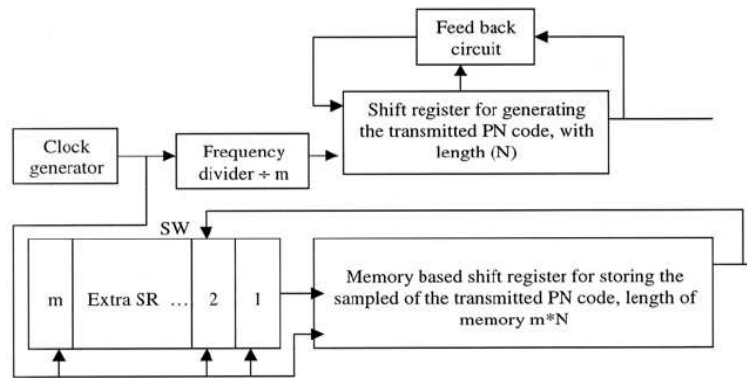 Feed back
circuit
Shift register for generating
the transmitted PN code, with
length (N)
Clock
generator
Frequency
divider ÷ m
SW
m
Extra SR ....
2
1
Memory based shift register for storing the
sampled of the transmitted PN code, length of
memory m*N